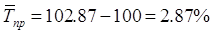 T̅пр = 102.87 − 100 = 2.87%